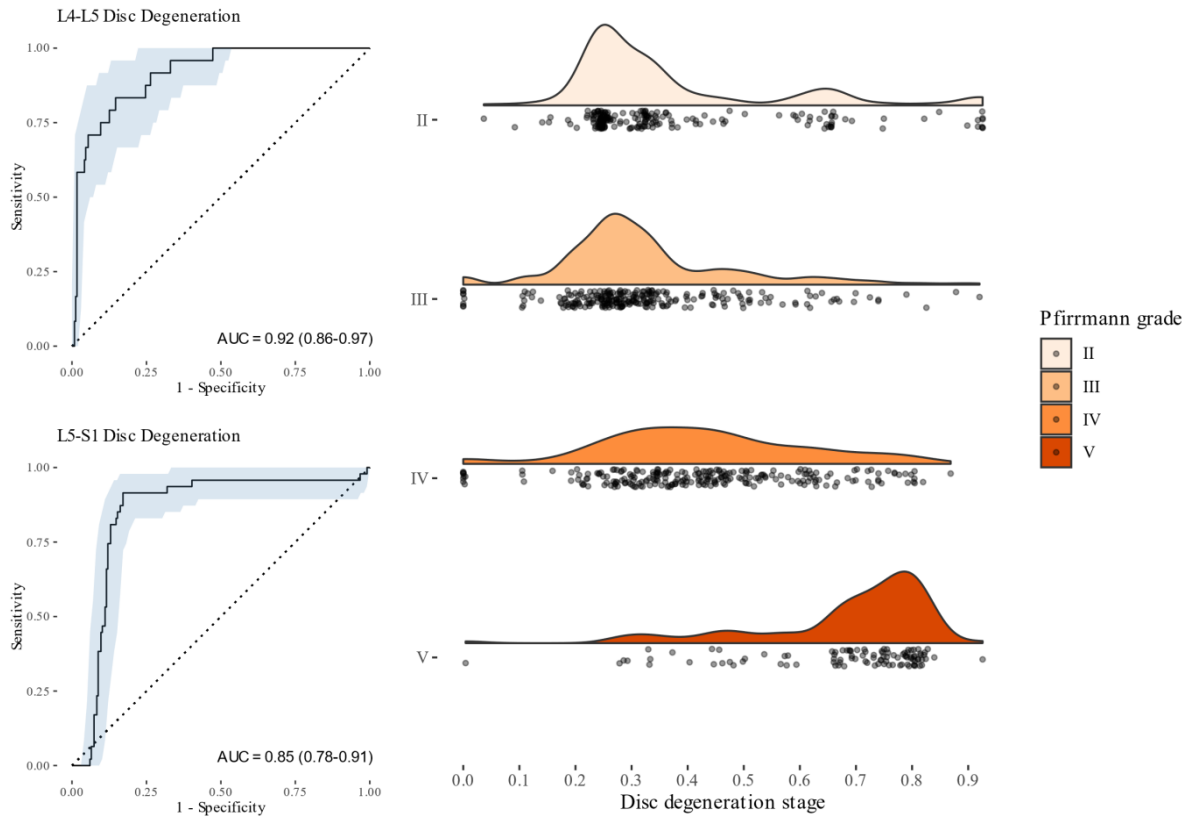 L4-L5 Disc Degeneration
1.00
0.75
0.50
0.25
0.00
Sensitivity
AUC = 0.92 (0.86-0.97)
0.00 0.25 0.50 0.75 1.00
1 - Specificity
L5-S1 Disc Degeneration
1.00
0.75
0.50
0.25
0.00
Sensitivity
AUC = 0.85 (0.78-0.91)
0.00 0.25 0.50 0.75 1.00
1 - Specificity
II
III
IV
V
0.0 0.1 0.2 0.3 0.4 0.5 0.6 0.7 0.8 0.9
Disc degeneration stage
Pfirrmann grade
II
III
IV
V